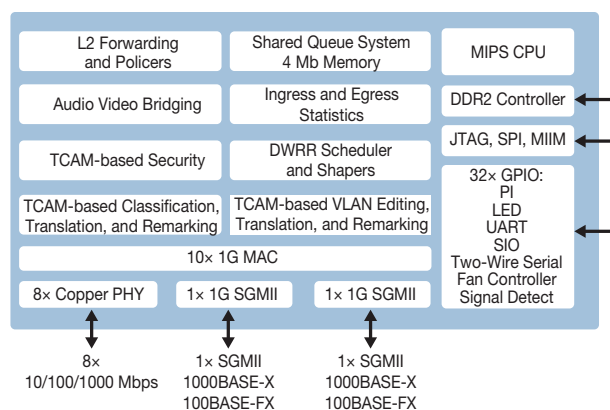 L2 Forwarding
and Policers
Shared Queue System
4 Mb Memory
MIPS CPU
Audio Video Bridging
Ingress and Egress
Statistics
DDR2 Controller
JTAG, SPI, MIIM
TCAM-based Security
DWRR Scheduler
and Shapers
32× GPIO:
PI
LED
UART
SIO
Two-Wire Serial
Fan Controller
Signal Detect
TCAM-based Classification,
Translation, and Remarking
TCAM-based VLAN Editing,
Translation, and Remarking
10× 1G MAC
8× Copper PHY
1× 1G SGMII
1× 1G SGMII
8×
10/100/1000 Mbps
1× SGMII
1000BASE-X
100BASE-FX
1× SGMII
1000BASE-X
100BASE-FX